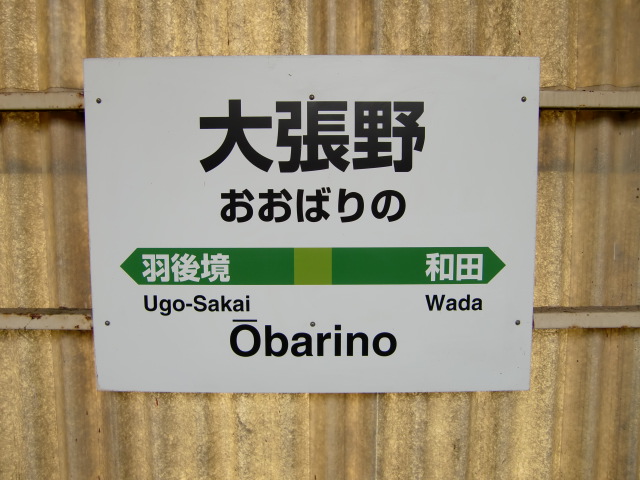 大張野
おおばりの
羽後境 和田
Ugo-Sakai Wada
Ōbarino